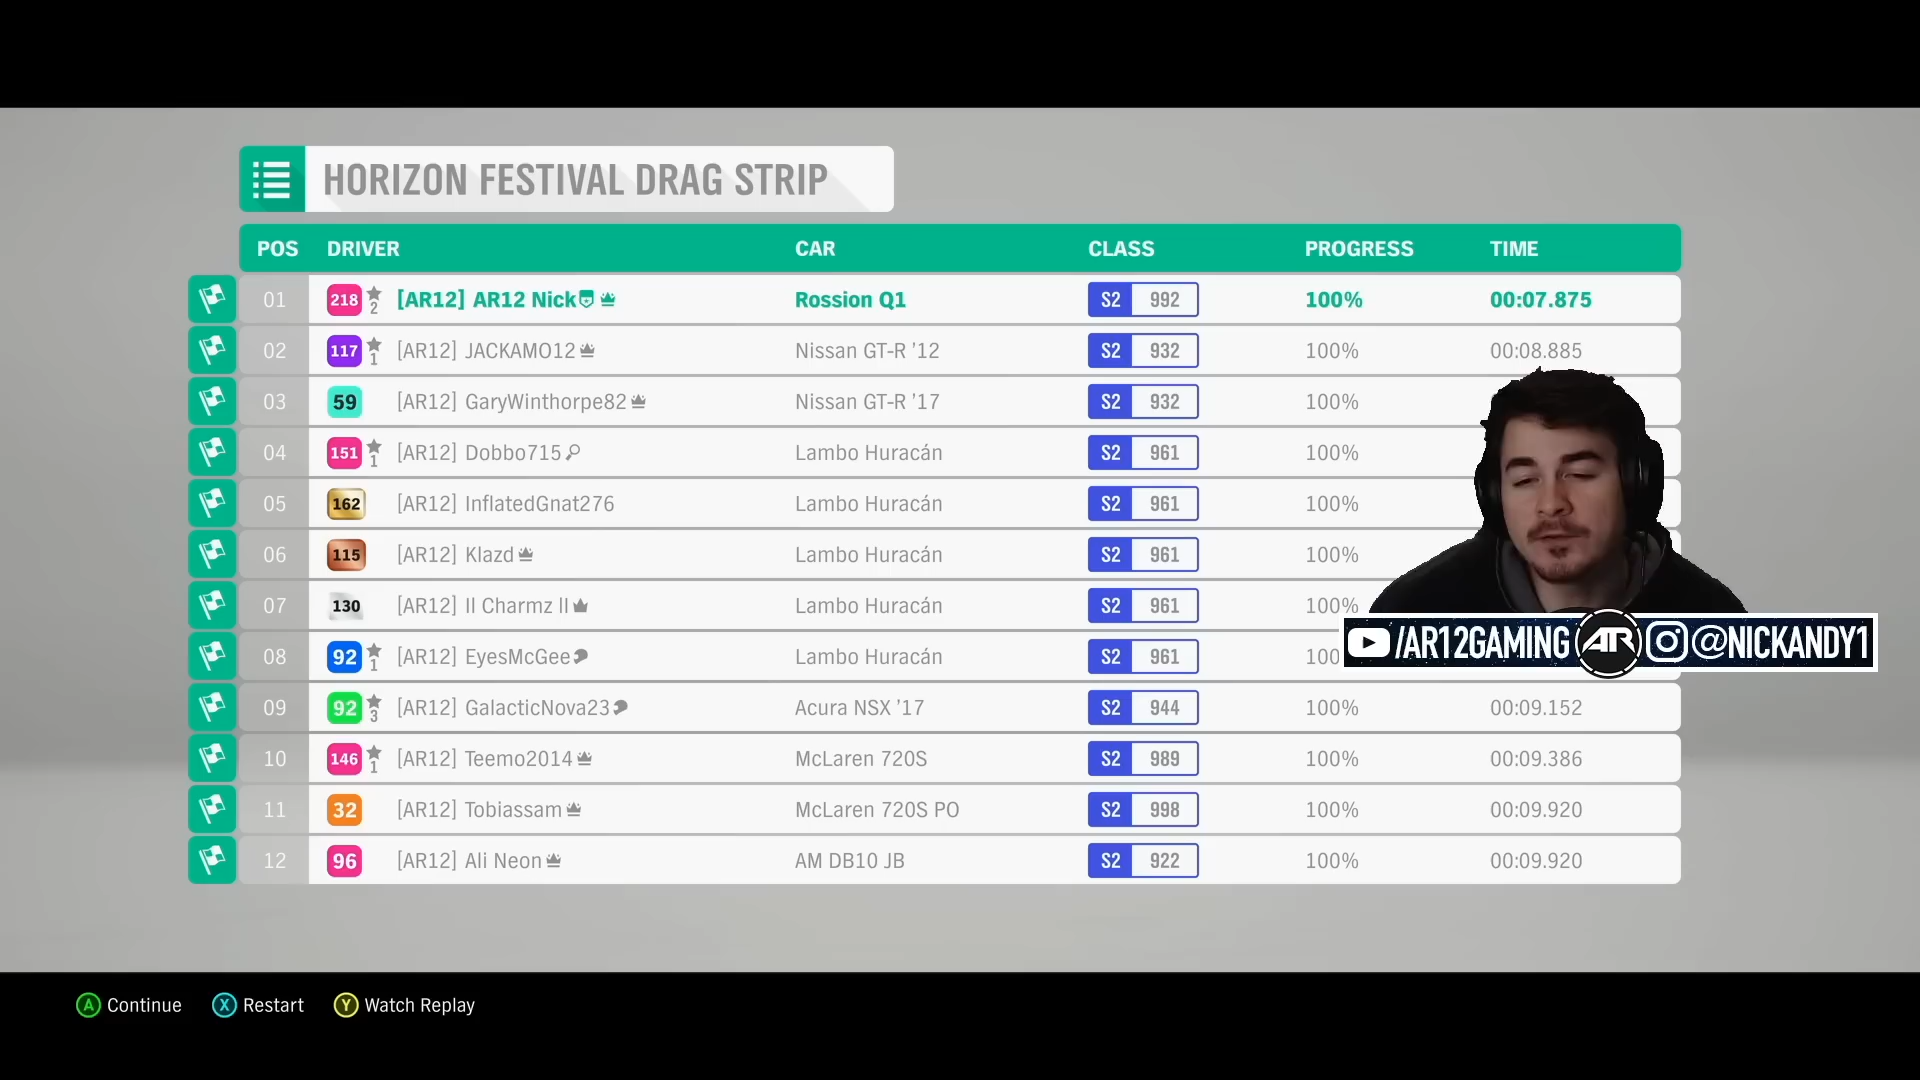 HORIZON FESTIVAL DRAG STRIP
POS DRIVER CAR CLASS PROGRESS TIME
01 218 2 [AR12] AR12 Nick Rossion Q1 S2 992 100% 00:07.875
02 117 1 [AR12] JACKAMO12 Nissan GT-R '12 S2 932 100% 00:08.885
03 59 [AR12] GaryWinthorpe82 Nissan GT-R '17 S2 932 100%
04 151 1 [AR12] Dobbo715 Lambo Huracán S2 961 100%
05 162 [AR12] InflatedGnat276 Lambo Huracán S2 961 100%
06 115 [AR12] Klazd Lambo Huracán S2 961 100%
07 130 [AR12] II Charmz II Lambo Huracán S2 961 100%
08 92 1 [AR12] EyesMcGee Lambo Huracán S2 961 100
/AR12GAMING AR @NICKANDY1
09 92 3 [AR12] GalacticNova23 Acura NSX '17 S2 944 100% 00:09.152
10 146 1 [AR12] Teemo2014 McLaren 720S S2 989 100% 00:09.386
11 32 [AR12] Tobiassam McLaren 720S PO S2 998 100% 00:09.920
12 96 [AR12] Ali Neon AM DB10 JB S2 922 100% 00:09.920
A Continue X Restart Y Watch Replay